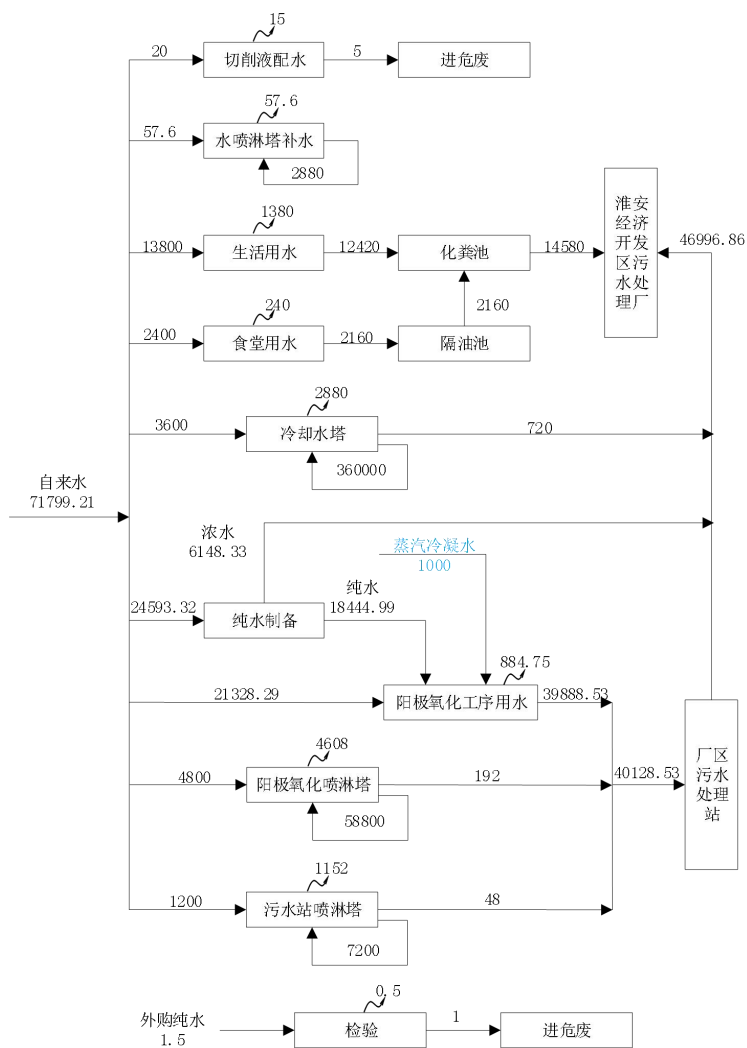 15
20
切削液配水
5
进危废
57.6
57.6
水喷淋塔补水
2880
1380
13800
生活用水
12420
化粪池
14580
淮安
经济
开发
区污
水处
理厂
46996.86
2160
240
2400
食堂用水
2160
隔油池
2880
3600
冷却水塔
720
360000
自来水
71799.21
浓水
6148.33
蒸汽冷凝水
1000
纯水
24593.32
纯水制备
18444.99
884.75
21328.29
阳极氧化工序用水
39888.53
4608
4800
阳极氧化喷淋塔
192
58800
40128.53
厂区
污水
处理
站
1152
1200
污水站喷淋塔
48
7200
0.5
外购纯水
1.5
检验
1
进危废